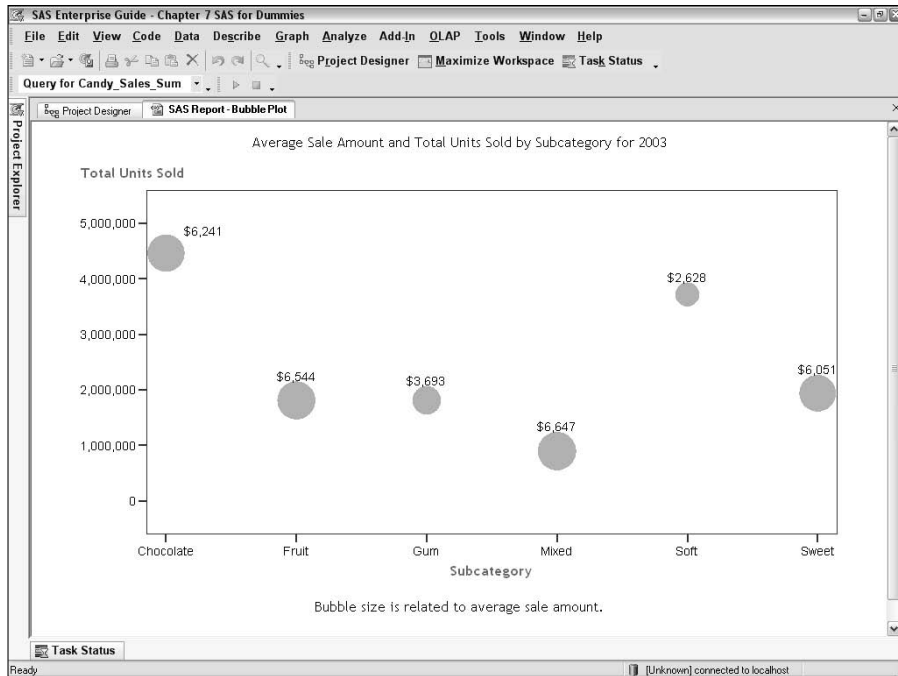 SAS Enterprise Guide - Chapter 7 SAS for Dummies
File Edit View Code Data Describe Graph Analyze Add-In OLAP Tools Window Help
Project Designer Maximize Workspace Task Status
Query for Candy_Sales_Sum
Project Explorer
Project Designer SAS Report - Bubble Plot
Average Sale Amount and Total Units Sold by Subcategory for 2003
Total Units Sold
5,000,000
4,000,000
3,000,000
2,000,000
1,000,000
0
$6,241
$6,544
$3,693
$6,647
$2,628
$6,051
Chocolate Fruit Gum Mixed Soft Sweet
Subcategory
Bubble size is related to average sale amount.
Task Status
Ready
[Unknown] connected to localhost